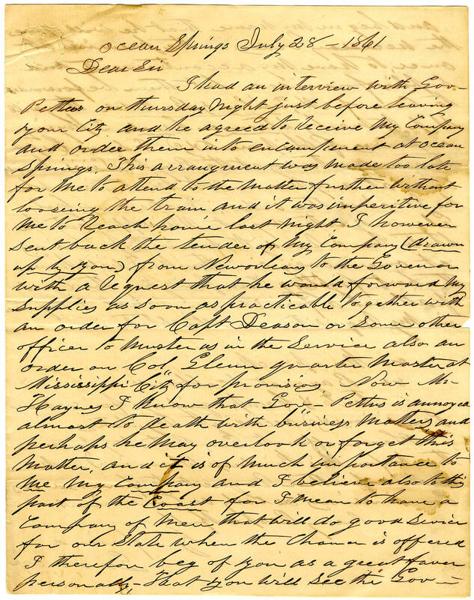 Ocean Springs July 28 - 1861
Dear Sir
I had an interview with Gov-
Pettus on thursday Night just before leaving
your City and he agreed to receive My Company
and order them into encampment at ocean
Springs. This arrangment was made too late
for Me to attend to the Matter further without
loosing the train and it was imperitive for
Me to reach home last night I however
sent back the tender of My Company (drawn
up by you) from Neworleans to the Governor
with a request that he would forward My
Supplies as soon as practicable together with
an order for Capt Deason or Some other
officer to Muster us in the Service also an
order on Col. Glenn quarter Master at
Mississippi City for provisions Now Mr
Haynes I Know that Gov Pettus is annoyed
almost to death with "business Matters, and
perhaps he May overlook or forget this
Matter, and it is of Much importance to
Me My Company and I believe also to this
part of the Coast for I Mean to have a
Company of Men that will do good Service
for our State when the Chance is offered
I therefor beg of you as a great favor
personally, That you will See the Gov -